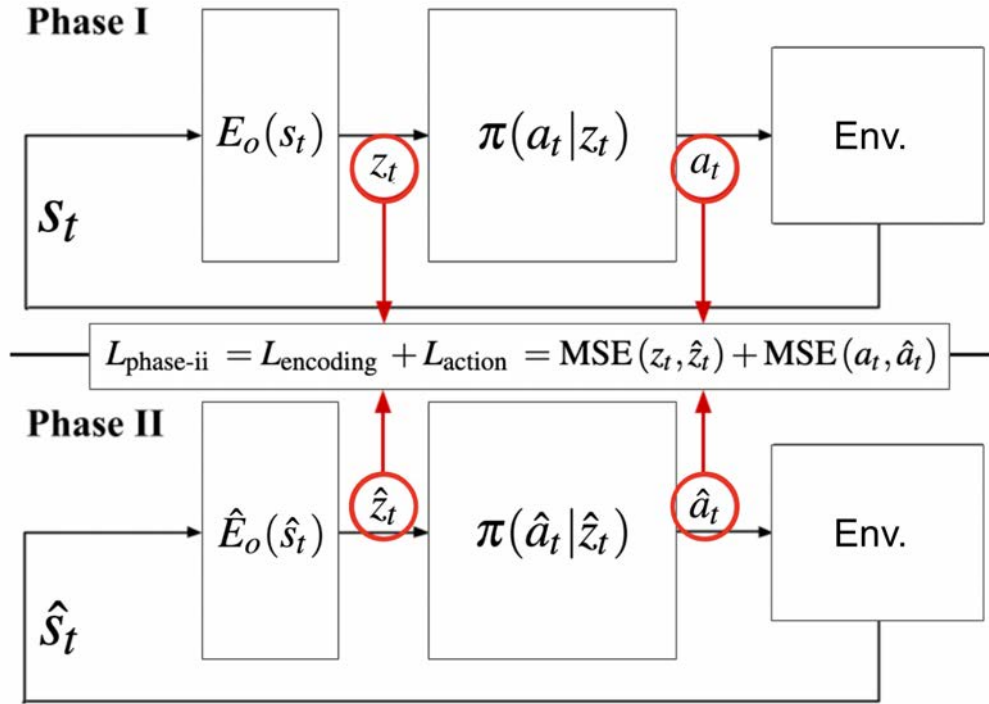 Phase I
E_o(s_t)
z_t
π(a_t|z_t)
a_t
Env.
s_t
L_phase-ii = L_encoding + L_action = MSE(z_t, ẑ_t) + MSE(a_t, â_t)
Phase II
Ê_o(ŝ_t)
ẑ_t
π(â_t|ẑ_t)
â_t
Env.
ŝ_t